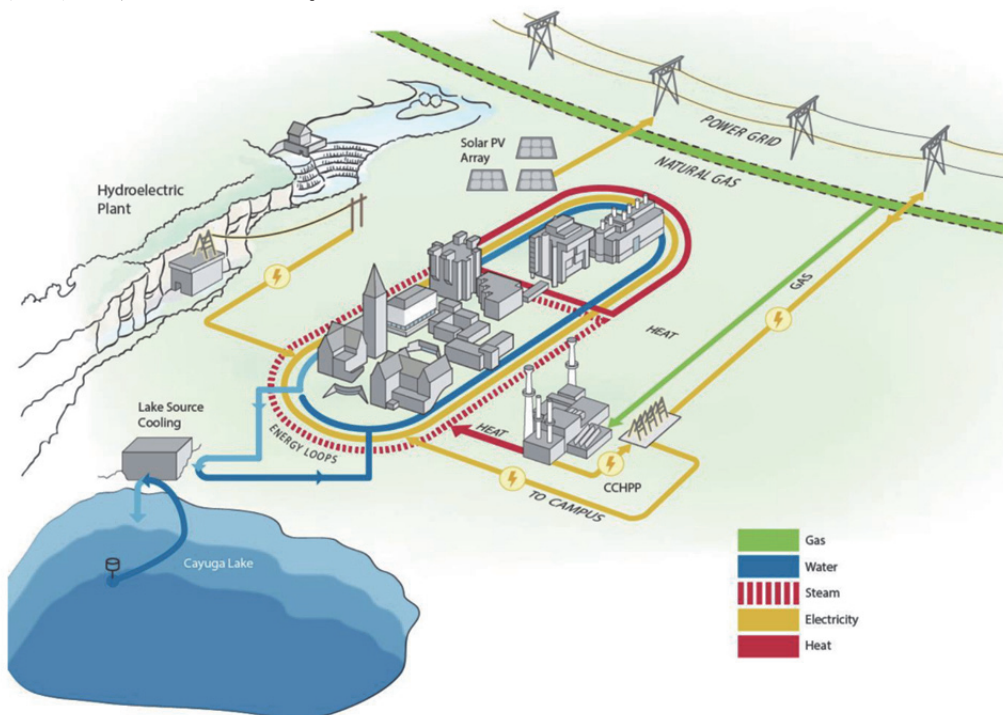 POWER GRID
NATURAL GAS
Solar PV
Array
Hydroelectric
Plant
GAS
HEAT
Lake Source
Cooling
ENERGY LOOPS
HEAT
CCHPP
TO CAMPUS
Cayuga Lake
Gas
Water
Steam
Electricity
Heat